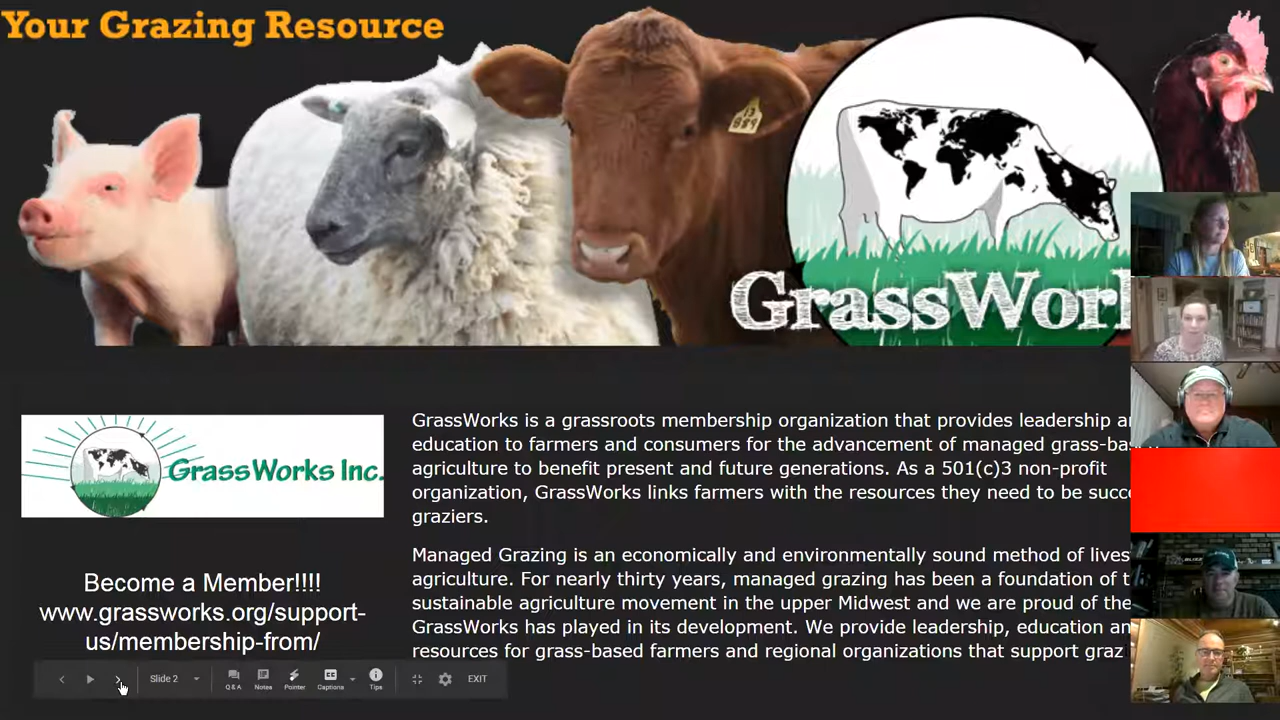 Your Grazing Resource
GrassWor
GrassWorks Inc.
Become a Member!!!!
www.grassworks.org/support-
us/membership-from/
GrassWorks is a grassroots membership organization that provides leadership
education to farmers and consumers for the advancement of managed
agriculture to benefit present and future generations. As a 501(c)3 non-profit
organization, GrassWorks links farmers with the resources they need to be
graziers.
Managed Grazing is an economically and environmentally sound method of
agriculture. For nearly thirty years, managed grazing has been a foundation of
sustainable agriculture movement in the upper Midwest and we are proud of the
GrassWorks has played in its development. We provide leadership, education
resources for grass-based farmers and regional organizations that support graz
Slide 2
Q & A
Notes
Pointer
Captions
Tips
EXIT